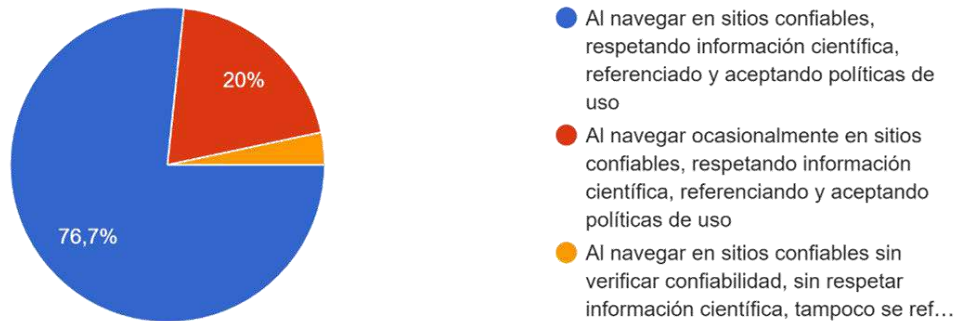 20%
76,7%
Al navegar en sitios confiables,
respetando información científica,
referenciado y aceptando políticas de
uso
Al navegar ocasionalmente en sitios
confiables, respetando información
científica, referenciando y aceptando
políticas de uso
Al navegar en sitios confiables sin
verificar confiabilidad, sin respetar
información científica, tampoco se ref…